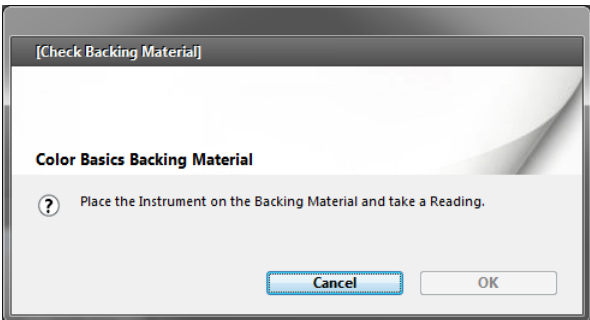 [Check Backing Material]
Color Basics Backing Material
Place the Instrument on the Backing Material and take a Reading.
Cancel
OK